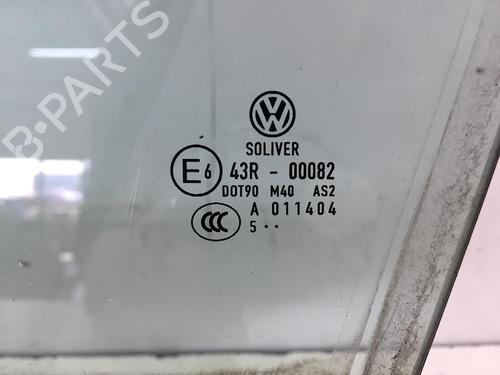 B-PARTS
VW
SOLIVER
E6 43R - 00082
DOT90 M40 AS2
CCC A 011404
5 ··